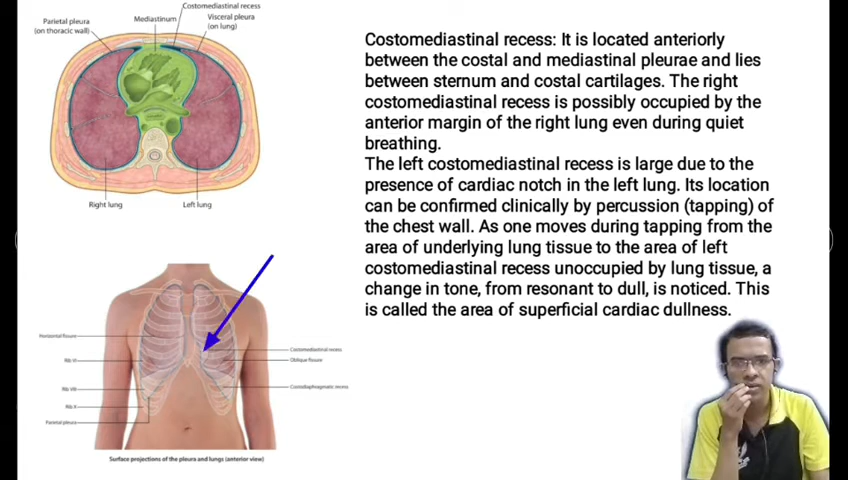 Costomediastinal recess
Parietal pleura
(on thoracic wall)
Mediastinum
Visceral pleura
(on lung)
Right lung
Left lung
Costomediastinal recess: It is located anteriorly
between the costal and mediastinal pleurae and lies
between sternum and costal cartilages. The right
costomediastinal recess is possibly occupied by the
anterior margin of the right lung even during quiet
breathing.
The left costomediastinal recess is large due to the
presence of cardiac notch in the left lung. Its location
can be confirmed clinically by percussion (tapping) of
the chest wall. As one moves during tapping from the
area of underlying lung tissue to the area of left
costomediastinal recess unoccupied by lung tissue, a
change in tone, from resonant to dull, is noticed. This
is called the area of superficial cardiac dullness.
Horizontal fissure
Rib VI
Rib VIII
Rib X
Parietal pleura
Costomediastinal recess
Oblique fissure
Costodiaphragmatic recess
Surface projections of the pleura and lungs (anterior view)